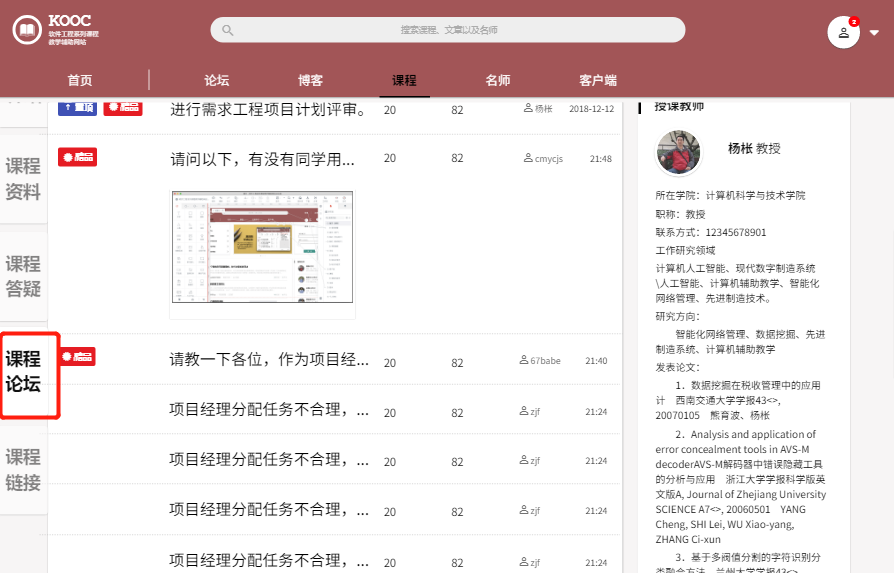 KOOC
软件工程系列课程
教学辅助网站
搜索课程、文章以及名师
2
首页
论坛
博客
课程
名师
客户端
置顶
精品
进行需求工程项目计划评审。
20
82
杨枨
2018-12-12
精品
请问以下，有没有同学用...
20
82
cmycjs
21:48
精品
请教一下各位，作为项目经...
20
82
67babe
21:40
项目经理分配任务不合理，...
20
82
zjf
21:24
项目经理分配任务不合理，...
20
82
zjf
21:24
项目经理分配任务不合理，...
20
82
zjf
21:24
项目经理分配任务不合理，...
20
82
zjf
21:24
课程
资料
课程
答疑
课程
论坛
课程
链接
授课教师
杨枨 教授
所在学院：计算机科学与技术学院
职称：教授
联系方式：12345678901
工作研究领域
计算机人工智能、现代数字制造系统
\人工智能、计算机辅助教学、智能化
网络管理、先进制造技术。
研究方向：
智能化网络管理、数据挖掘、先进
制造系统、计算机辅助教学
发表论文：
1．数据挖掘在税收管理中的应用
计 西南交通大学学报43<>,
20070105 熊育波、杨枨
2．Analysis and application of
error concealment tools in AVS-M
decoderAVS-M解码器中错误隐藏工具
的分析与应用 浙江大学学报科学版英
文版A, Journal of Zhejiang University
SCIENCE A7<>, 20060501 YANG
Cheng, SHI Lei, WU Xiao-yang,
ZHANG Ci-xun
3．基于多阀值分割的字符识别分
类融合方法 兰州大学学报43<>,